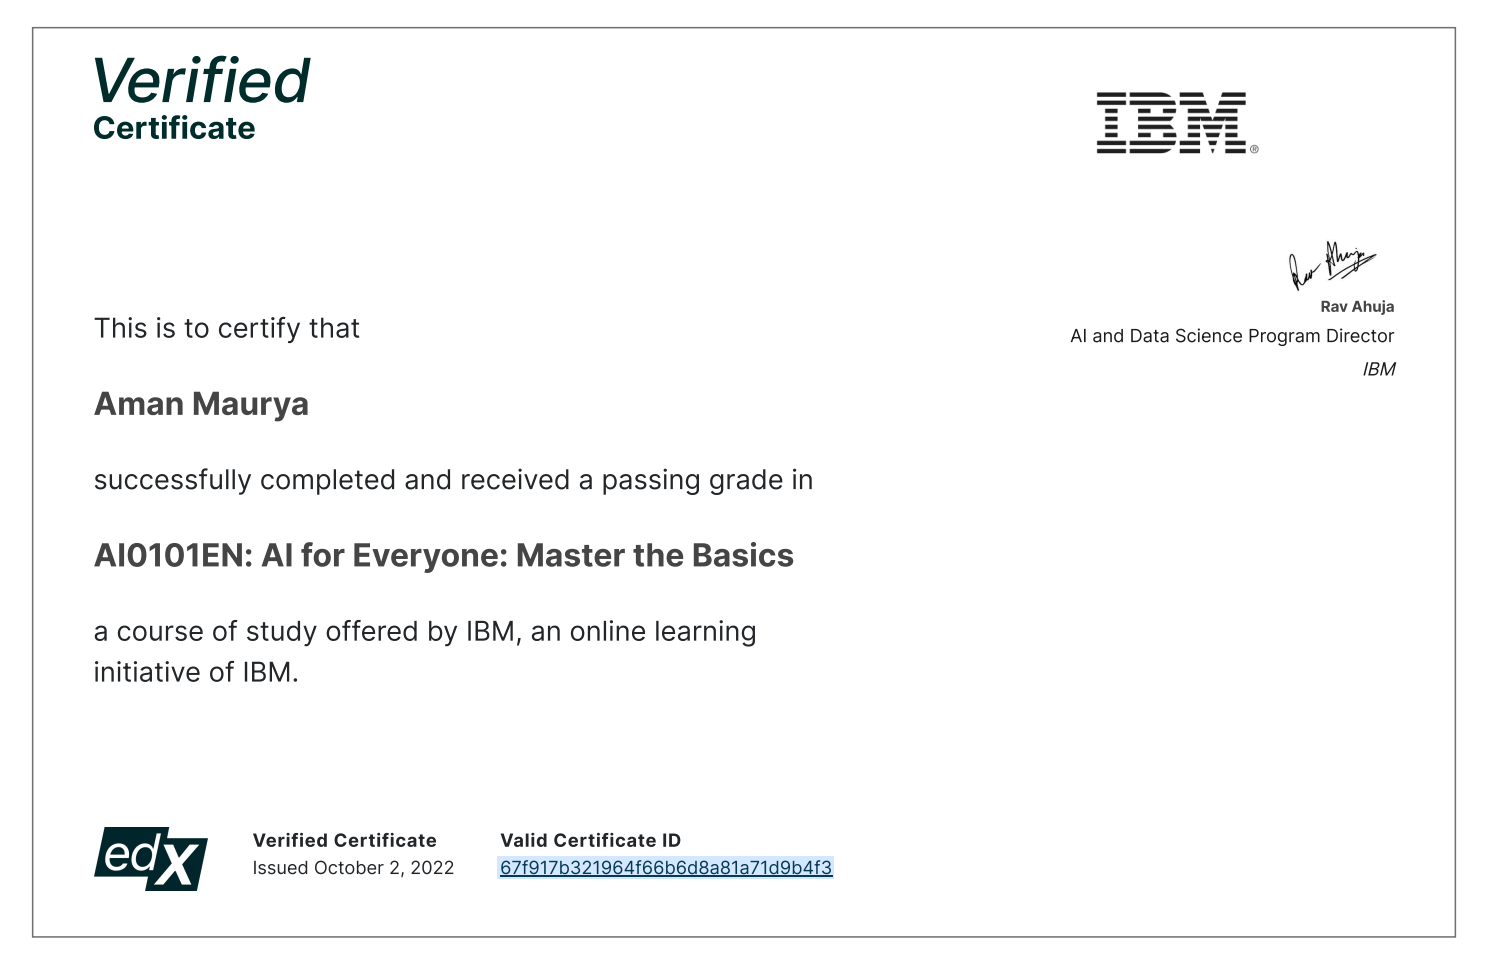 Verified
Certificate
IBM®
Rav Ahuja
Rav Ahuja
AI and Data Science Program Director
IBM
This is to certify that
Aman Maurya
successfully completed and received a passing grade in
AI0101EN: AI for Everyone: Master the Basics
a course of study offered by IBM, an online learning
initiative of IBM.
edX
Verified Certificate
Issued October 2, 2022
Valid Certificate ID
67f917b321964f66b6d8a81a71d9b4f3